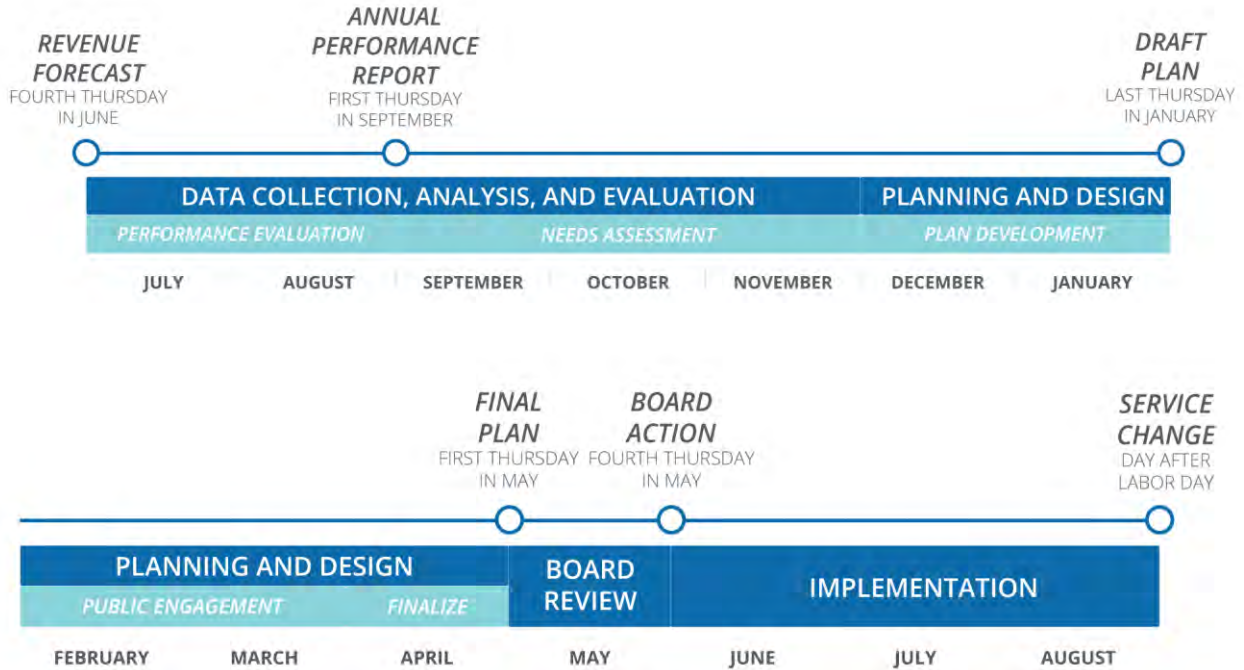 REVENUE
FORECAST
FOURTH THURSDAY
IN JUNE
ANNUAL
PERFORMANCE
REPORT
FIRST THURSDAY
IN SEPTEMBER
DRAFT
PLAN
LAST THURSDAY
IN JANUARY
DATA COLLECTION, ANALYSIS, AND EVALUATION
PLANNING AND DESIGN
PERFORMANCE EVALUATION
NEEDS ASSESSMENT
PLAN DEVELOPMENT
JULY
AUGUST
SEPTEMBER
OCTOBER
NOVEMBER
DECEMBER
JANUARY
FINAL
PLAN
FIRST THURSDAY
IN MAY
BOARD
ACTION
FOURTH THURSDAY
IN MAY
SERVICE
CHANGE
DAY AFTER
LABOR DAY
PLANNING AND DESIGN
BOARD
REVIEW
IMPLEMENTATION
PUBLIC ENGAGEMENT
FINALIZE
FEBRUARY
MARCH
APRIL
MAY
JUNE
JULY
AUGUST